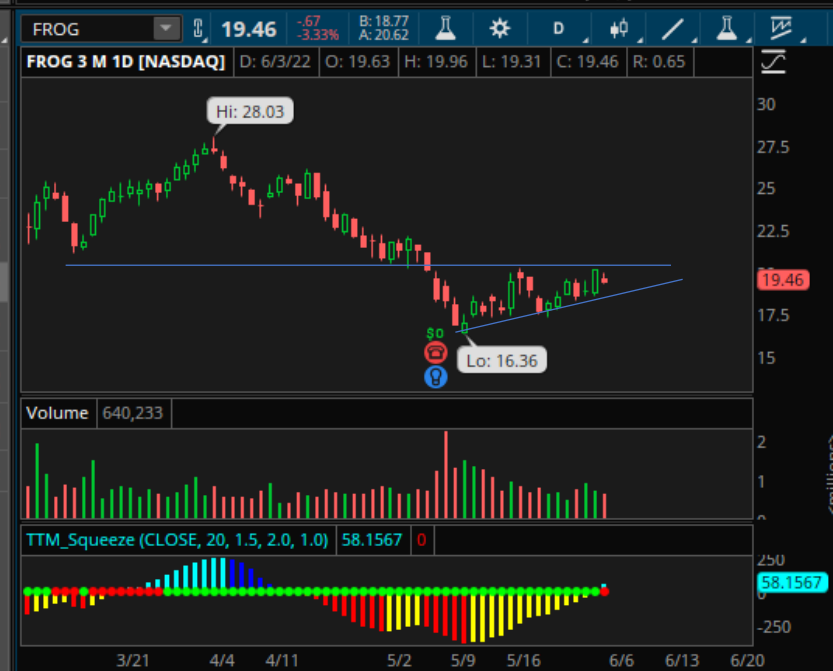 FROG 19.46 -.67 B: 18.77 D
-3.33% A: 20.62
FROG 3 M 1D [NASDAQ] D: 6/3/22 O: 19.63 H: 19.96 L: 19.31 C: 19.46 R: 0.65
30
Hi: 28.03
27.5
25
22.5
19.46
17.5
$
Lo: 16.36
15
Volume 640,233
2
1
0
<millions>
TTM_Squeeze (CLOSE, 20, 1.5, 2.0, 1.0) 58.1567 0
250
58.1567
0
-250
3/21 4/4 4/11 5/2 5/9 5/16 6/6 6/13 6/20